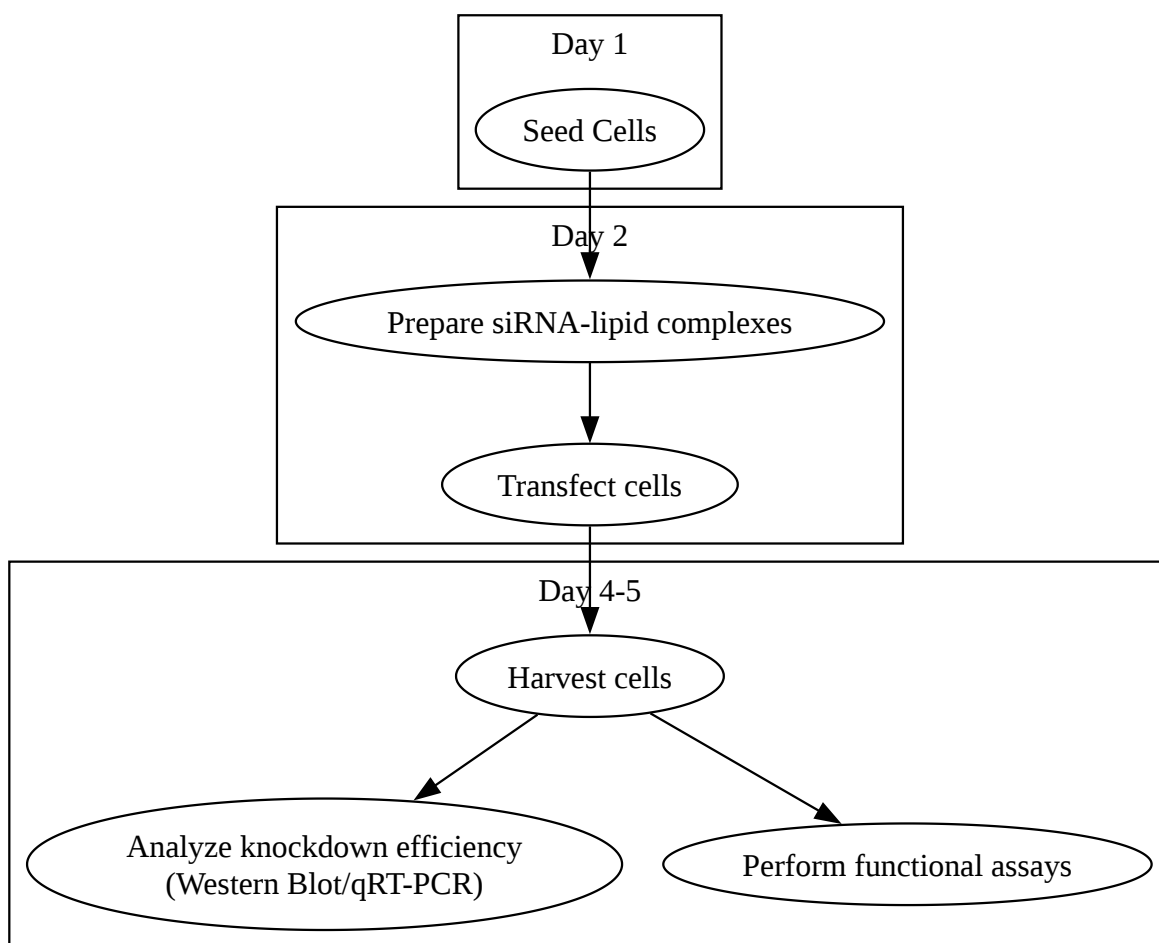 Day 1
Seed Cells
Day 2
Prepare siRNA-lipid complexes
Transfect cells
Day 4-5
Harvest cells
Analyze knockdown efficiency
(Western Blot/qRT-PCR)
Perform functional assays